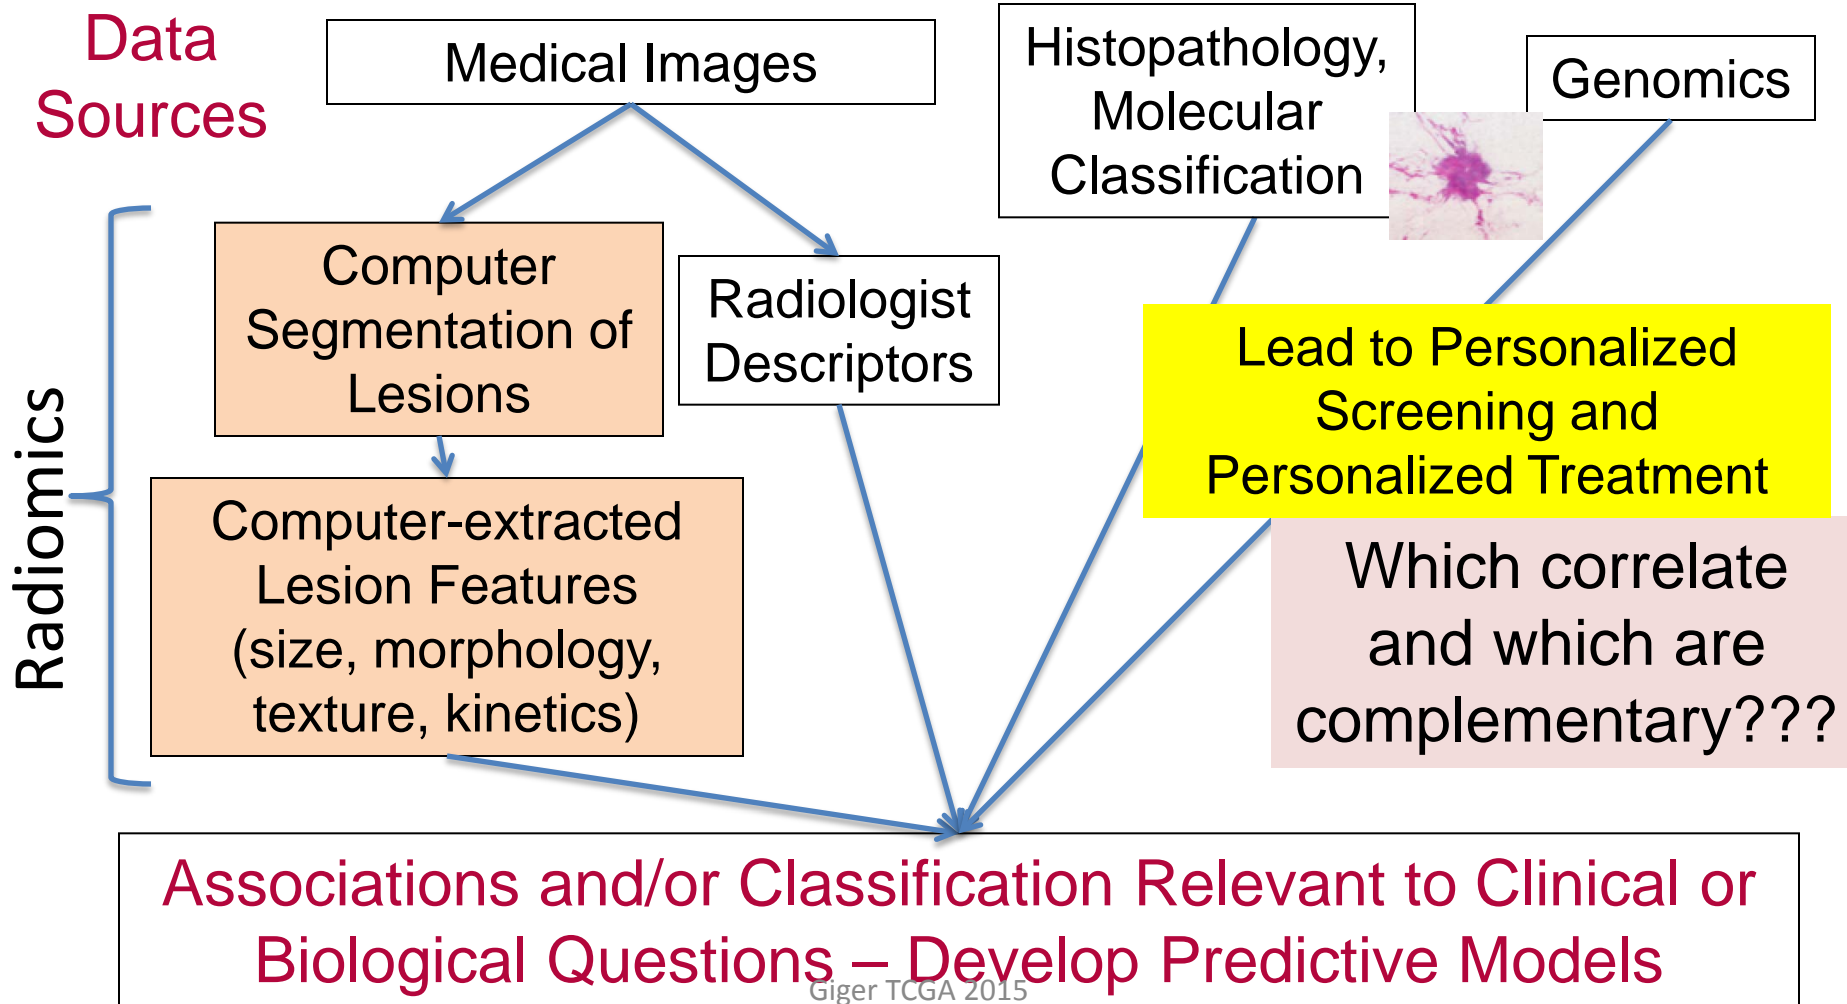 Data
Sources
Medical Images
Histopathology,
Molecular
Classification
Genomics
Radiomics
Computer
Segmentation of
Lesions
Radiologist
Descriptors
Lead to Personalized
Screening and
Personalized Treatment
Computer-extracted
Lesion Features
(size, morphology,
texture, kinetics)
Which correlate
and which are
complementary???
Associations and/or Classification Relevant to Clinical or
Biological Questions – Develop Predictive Models
Giger TCGA 2015